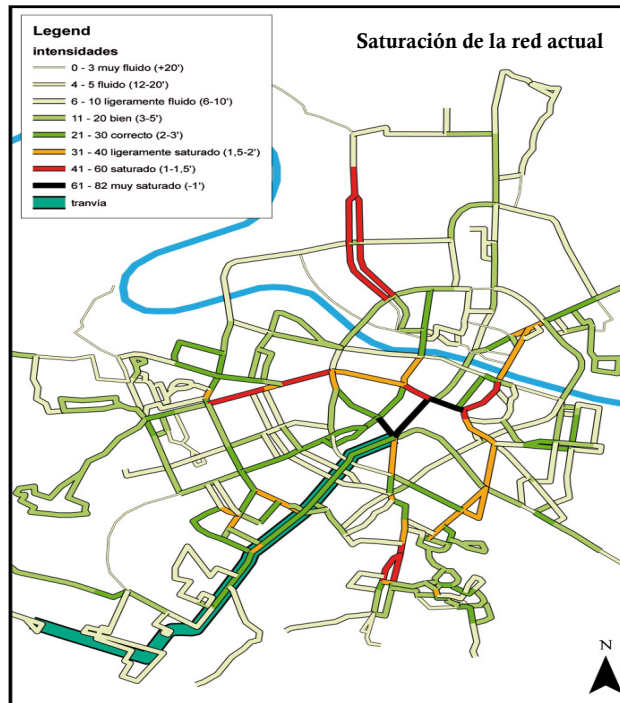 Legend
Saturación de la red actual
intensidades
0 - 3 muy fluido (+20')
4 - 5 fluido (12-20')
6 - 10 ligeramente fluido (6-10')
11 - 20 bien (3-5')
21 - 30 correcto (2-3')
31 - 40 ligeramente saturado (1,5-2')
41 - 60 saturado (1-1,5')
61 - 82 muy saturado (-1')
tranvía
N